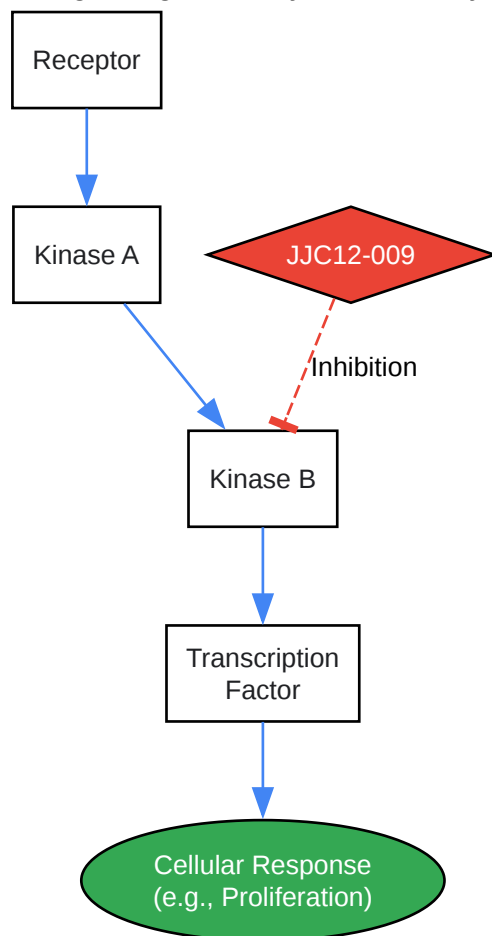 Receptor
Kinase A
JJC12-009
Inhibition
Kinase B
Transcription
Factor
Cellular Response
(e.g., Proliferation)